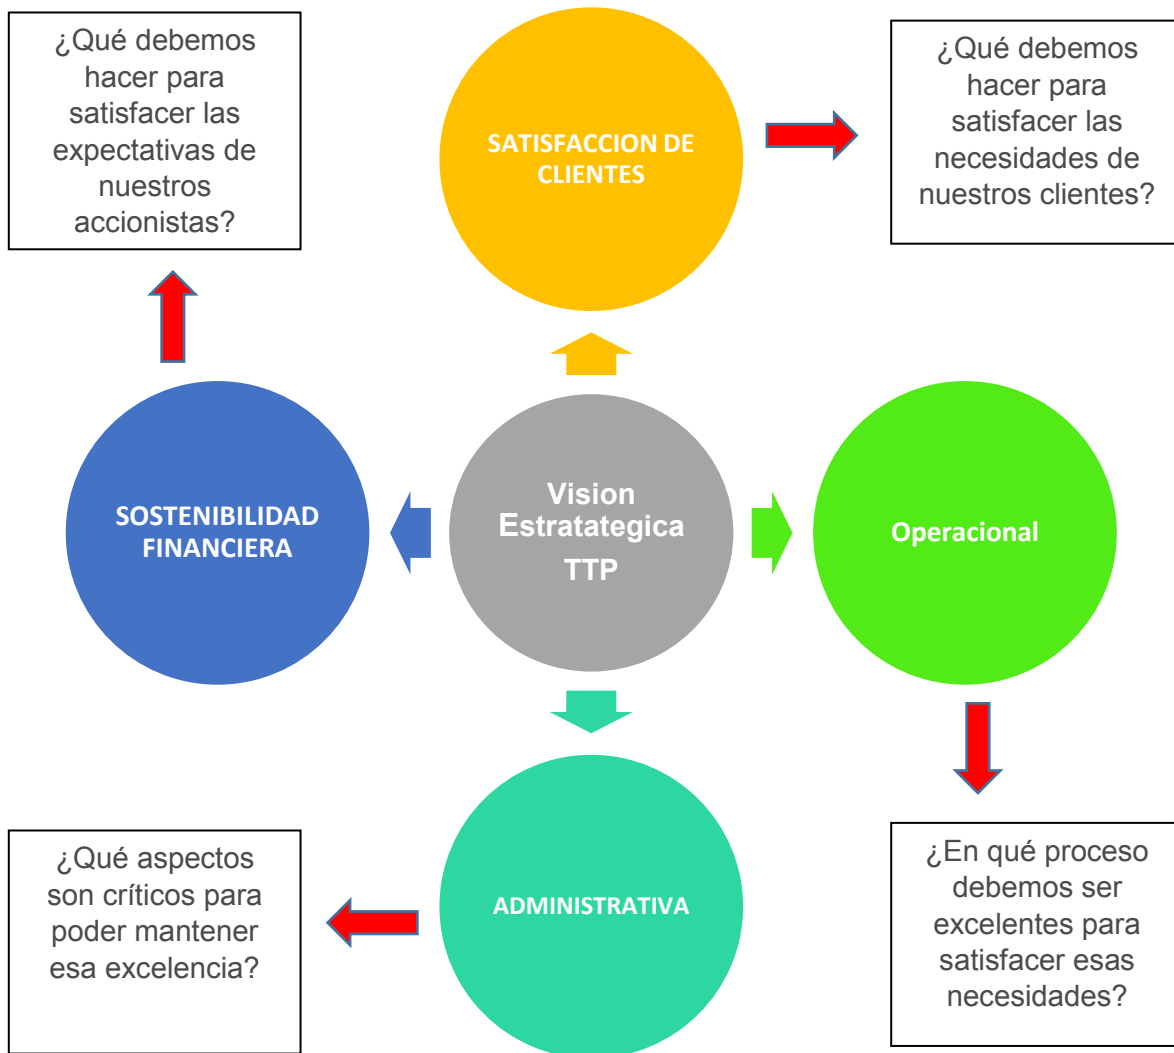 ¿Qué debemos
hacer para
satisfacer las
expectativas de
nuestros
accionistas?
SATISFACCION DE
CLIENTES
¿Qué debemos
hacer para
satisfacer las
necesidades de
nuestros clientes?
SOSTENIBILIDAD
FINANCIERA
Vision
Estratategica
TTP
Operacional
¿Qué aspectos
son críticos para
poder mantener
esa excelencia?
ADMINISTRATIVA
¿En qué proceso
debemos ser
excelentes para
satisfacer esas
necesidades?